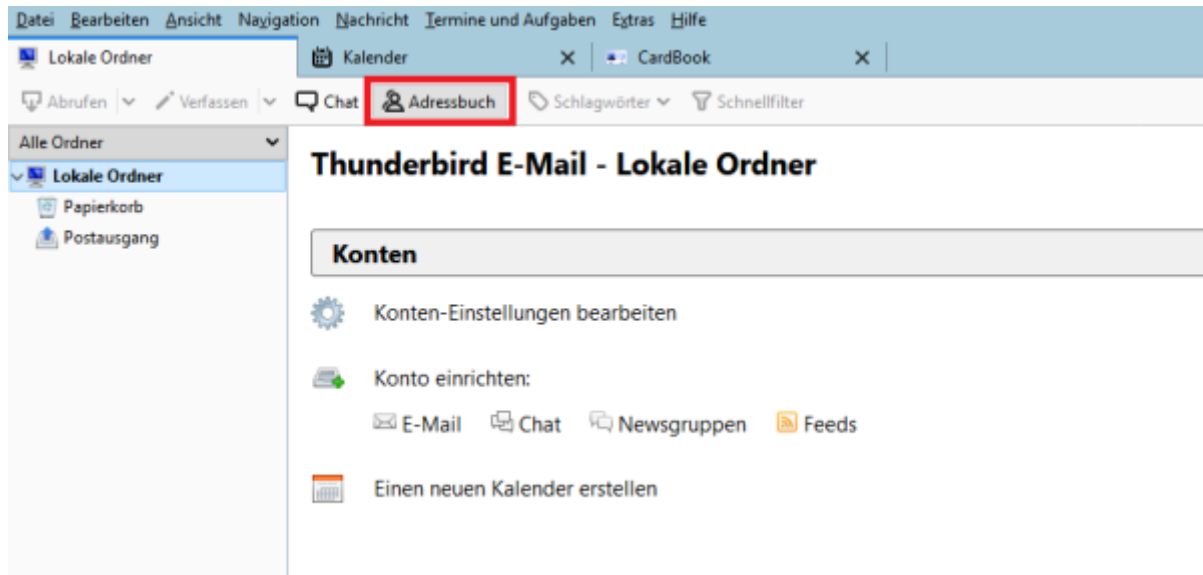 Datei Bearbeiten Ansicht Navigation Nachricht Termine und Aufgaben Extras Hilfe
Lokale Ordner Kalender CardBook
Abrufen Verfassen Chat Adressbuch Schlagwörter Schnellfilter
Alle Ordner
Lokale Ordner
Papierkorb
Postausgang
Thunderbird E-Mail - Lokale Ordner
Konten
Konten-Einstellungen bearbeiten
Konto einrichten:
E-Mail Chat Newsgruppen Feeds
Einen neuen Kalender erstellen